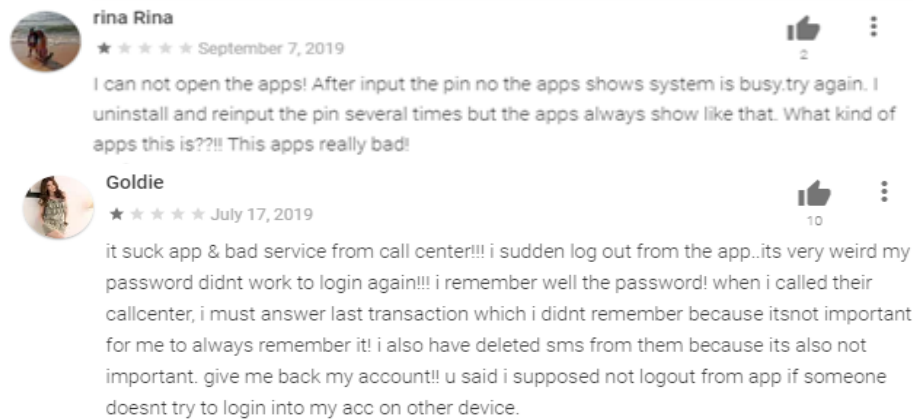 rina Rina
September 7, 2019
2
I can not open the apps! After input the pin no the apps shows system is busy.try again. I
uninstall and reinput the pin several times but the apps always show like that. What kind of
apps this is??!! This apps really bad!
Goldie
July 17, 2019
10
it suck app & bad service from call center!!! i sudden log out from the app..its very weird my
password didnt work to login again!!! i remember well the password! when i called their
callcenter, i must answer last transaction which i didnt remember because itsnot important
for me to always remember it! i also have deleted sms from them because its also not
important. give me back my account!! u said i supposed not logout from app if someone
doesnt try to login into my acc on other device.